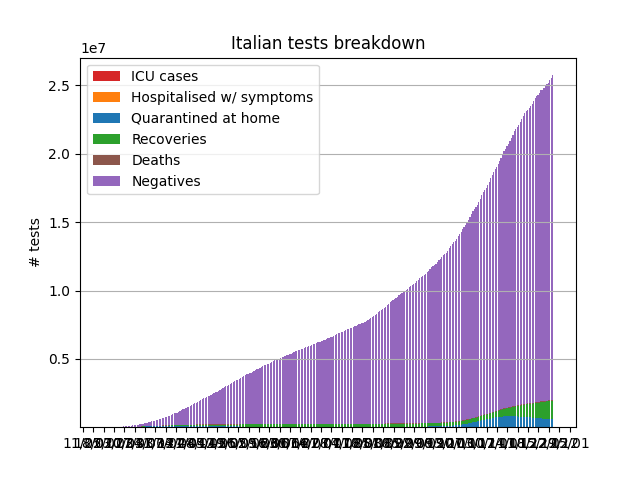 Italian tests breakdown
1e7
ICU cases
Hospitalised w/ symptoms
Quarantined at home
Recoveries
Deaths
Negatives
2.5
2.0
1.5
1.0
0.5
# tests